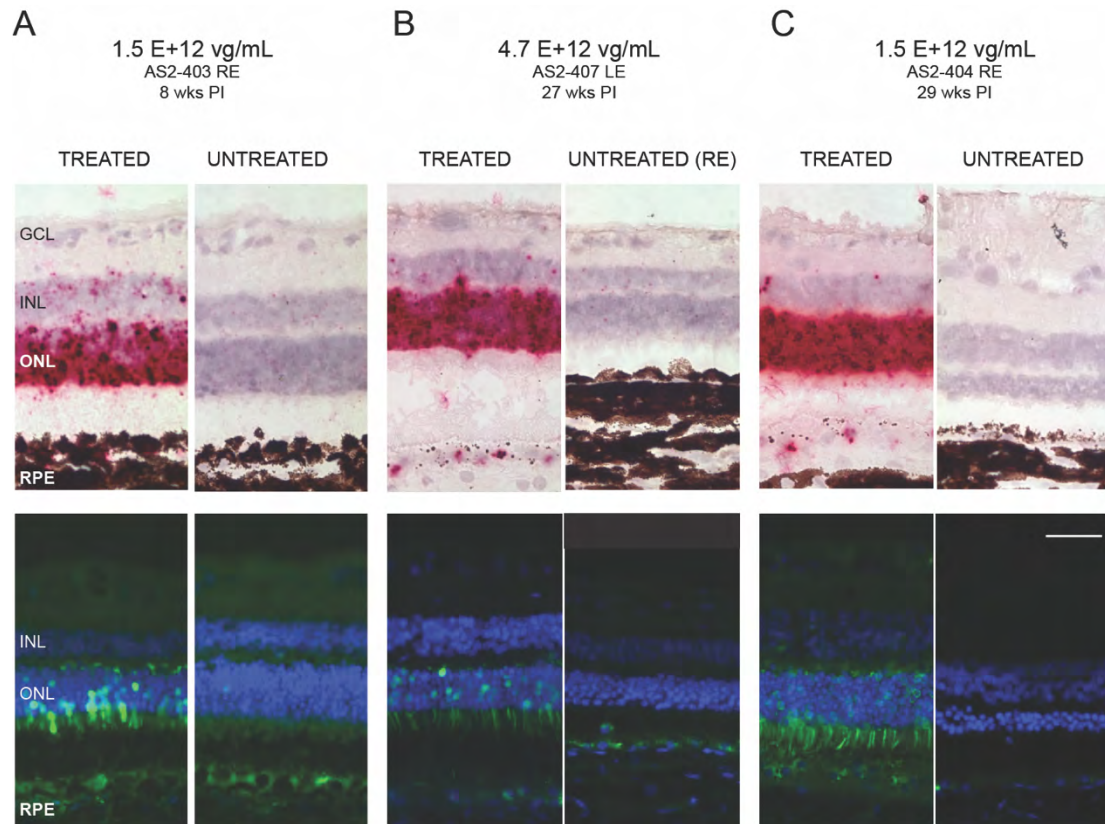 A
1.5 E+12 vg/mL
AS2-403 RE
8 wks PI
B
4.7 E+12 vg/mL
AS2-407 LE
27 wks PI
C
1.5 E+12 vg/mL
AS2-404 RE
29 wks PI
TREATED
UNTREATED
TREATED
UNTREATED (RE)
TREATED
UNTREATED
GCL
INL
ONL
RPE
INL
ONL
RPE